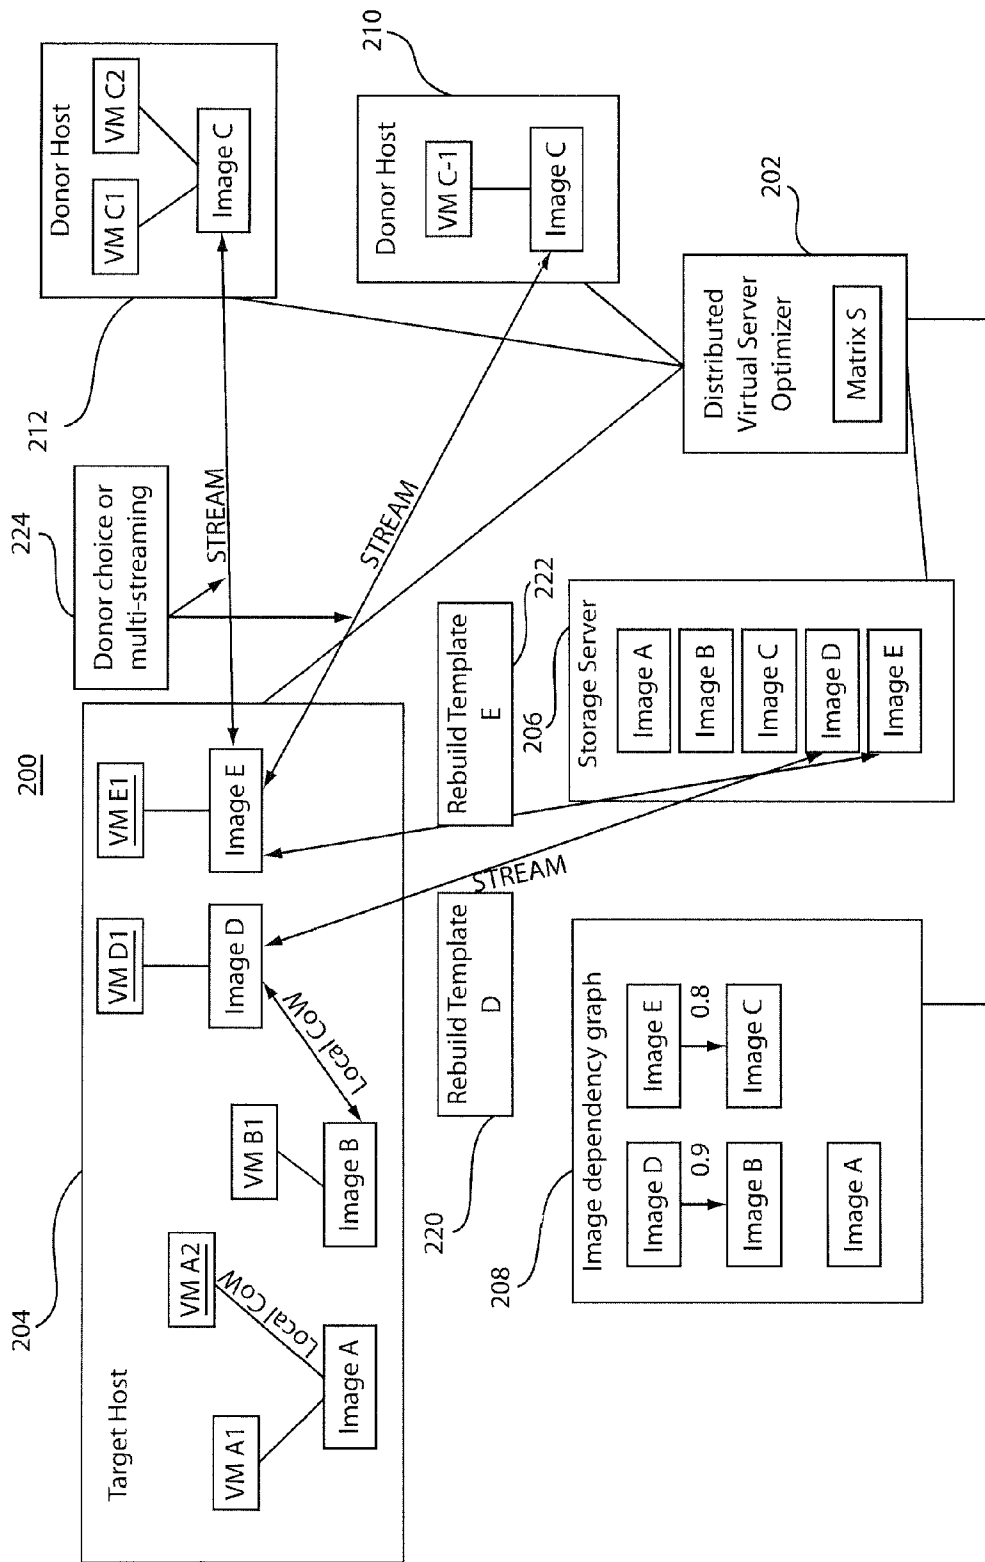 200
204
Target Host
VM A1
VM A2
Local CoW
Image A
VM B1
Image B
Local CoW
VM D1
Image D
VM E1
Image E
224
Donor choice or
multi-streaming
212
Donor Host
VM C1
VM C2
Image C
STREAM
STREAM
210
Donor Host
VM C-1
Image C
220
Rebuild Template
D
Rebuild Template
E
222
STREAM
208
Image dependency graph
Image D
0.9
Image B
Image E
0.8
Image C
Image A
206
Storage Server
Image A
Image B
Image C
Image D
Image E
202
Distributed
Virtual Server
Optimizer
Matrix S